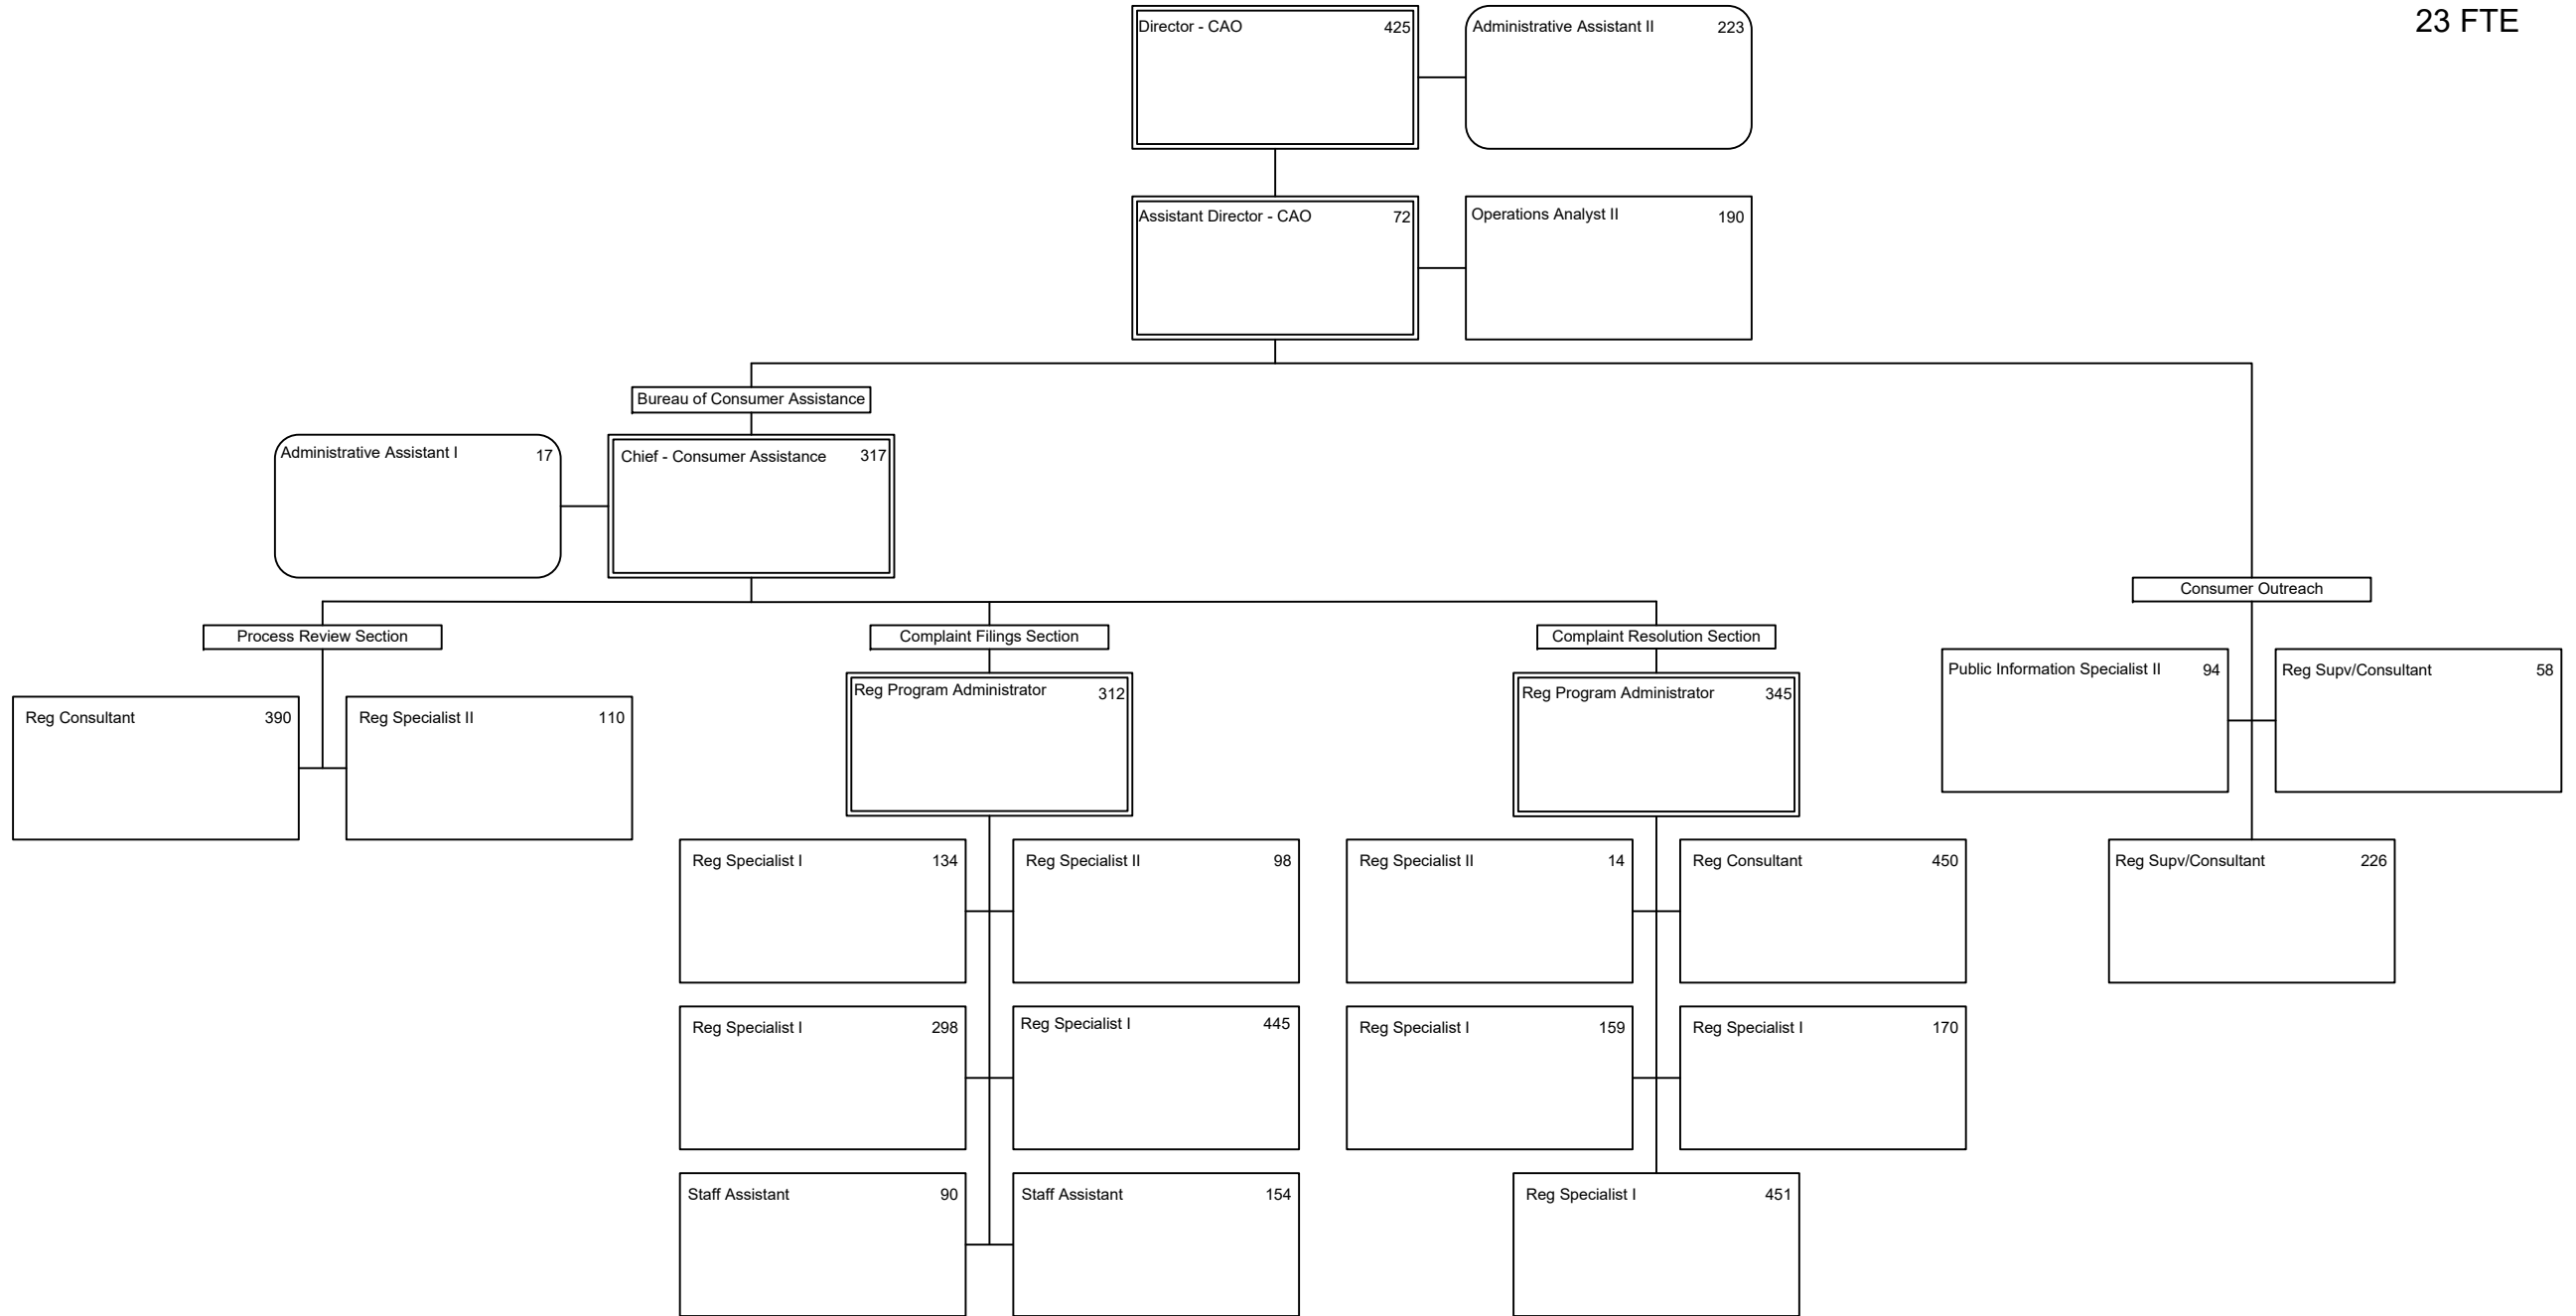 23 FTE
Director - CAO 425
Administrative Assistant II 223
Assistant Director - CAO 72
Operations Analyst II 190
Bureau of Consumer Assistance
Administrative Assistant I 17
Chief - Consumer Assistance 317
Consumer Outreach
Process Review Section
Complaint Filings Section
Complaint Resolution Section
Public Information Specialist II 94
Reg Supv/Consultant 58
Reg Consultant 390
Reg Specialist II 110
Reg Program Administrator 312
Reg Program Administrator 345
Reg Specialist I 134
Reg Specialist II 98
Reg Specialist II 14
Reg Consultant 450
Reg Supv/Consultant 226
Reg Specialist I 298
Reg Specialist I 445
Reg Specialist I 159
Reg Specialist I 170
Staff Assistant 90
Staff Assistant 154
Reg Specialist I 451